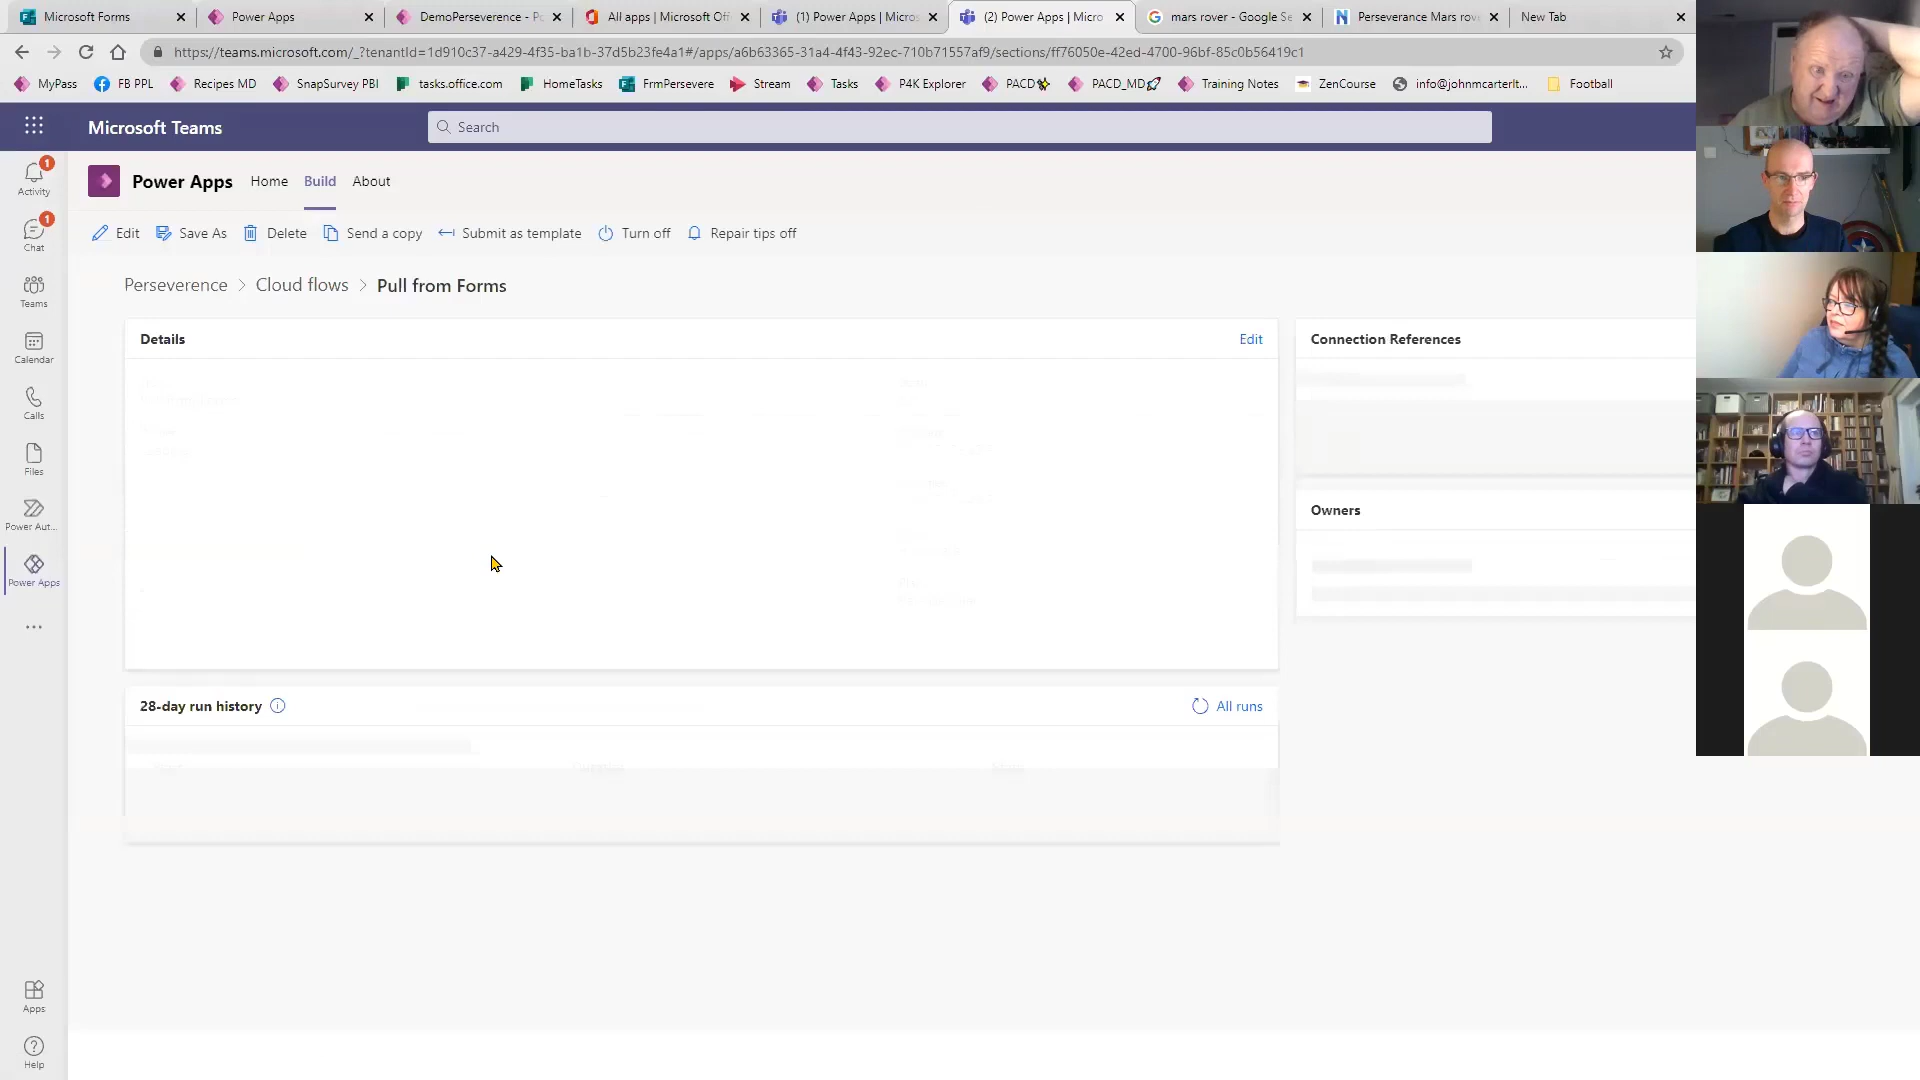 Microsoft Forms
Power Apps
DemoPerseverence - Po
All apps | Microsoft Off
(1) Power Apps | Micros
(2) Power Apps | Micro
mars rover - Google Se
Perseverance Mars rov
New Tab
https://teams.microsoft.com/_?tenantId=1d910c37-a429-4f35-ba1b-37d5b23fe4a1#/apps/a6b63365-31a4-4f43-92ec-710b71557af9/sections/ff76050e-42ed-4700-96bf-85c0b56419c1
MyPass
FB PPL
Recipes MD
SnapSurvey PBI
tasks.office.com
HomeTasks
FrmPersevere
Stream
Tasks
P4K Explorer
PACD✨
PACD_MD🚀
Training Notes
ZenCourse
info@johnmcarterlt...
Football
Microsoft Teams
Search
Power Apps
Home
Build
About
Edit
Save As
Delete
Send a copy
Submit as template
Turn off
Repair tips off
Perseverence > Cloud flows > Pull from Forms
Details
Edit
Connection References
Owners
28-day run history
All runs
1
Activity
1
Chat
Teams
Calendar
Calls
Files
Power Aut...
Power Apps
Apps
Help